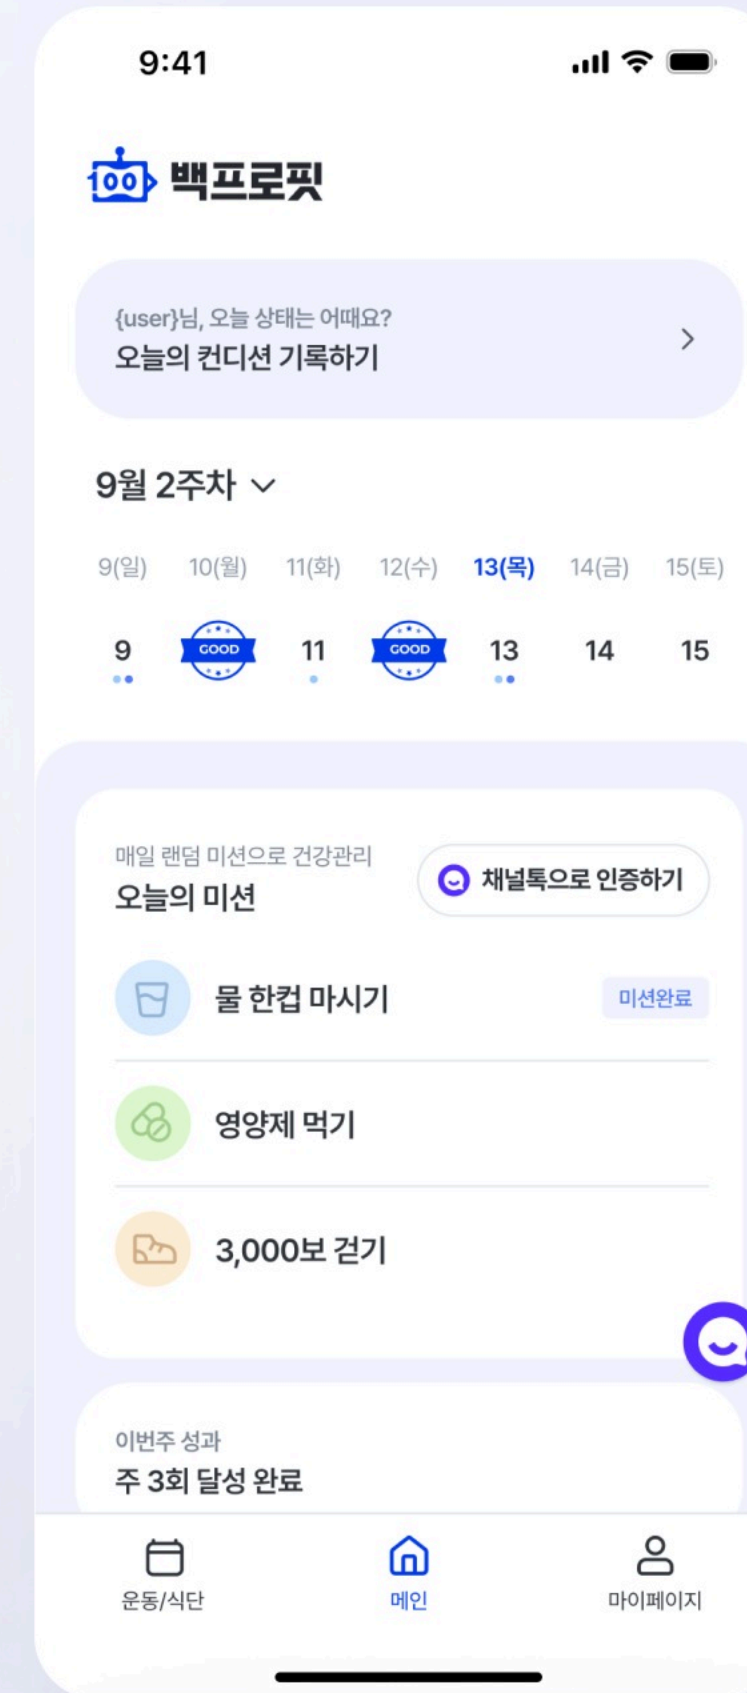 9:41
100 백프로핏
{user}님, 오늘 상태는 어때요?
오늘의 컨디션 기록하기
9월 2주차
9(일) 10(월) 11(화) 12(수) 13(목) 14(금) 15(토)
9 GOOD 11 GOOD 13 14 15
매일 랜덤 미션으로 건강관리
오늘의 미션
채널톡으로 인증하기
물 한컵 마시기
미션완료
영양제 먹기
3,000보 걷기
이번주 성과
주 3회 달성 완료
운동/식단 메인 마이페이지